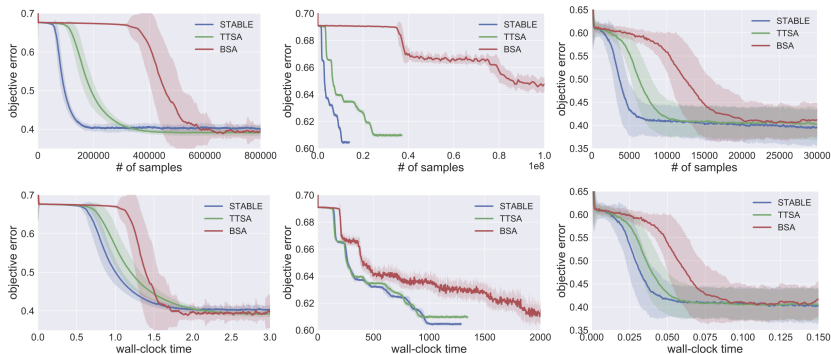 0.7
0.6
0.5
0.4
objective error
STABLE
TTSA
BSA
0 200000 400000 600000 800000
# of samples
0.70
0.68
0.66
0.64
0.62
0.60
objective error
STABLE
TTSA
BSA
0.0 0.2 0.4 0.6 0.8 1.0
1e8
# of samples
0.65
0.60
0.55
0.50
0.45
0.40
0.35
objective error
STABLE
TTSA
BSA
0 5000 10000 15000 20000 25000 30000
# of samples
0.7
0.6
0.5
0.4
objective error
STABLE
TTSA
BSA
0.0 0.5 1.0 1.5 2.0 2.5 3.0
wall-clock time
0.70
0.68
0.66
0.64
0.62
0.60
objective error
STABLE
TTSA
BSA
0 500 1000 1500 2000
wall-clock time
0.65
0.60
0.55
0.50
0.45
0.40
0.35
objective error
STABLE
TTSA
BSA
0.000 0.025 0.050 0.075 0.100 0.125 0.150
wall-clock time